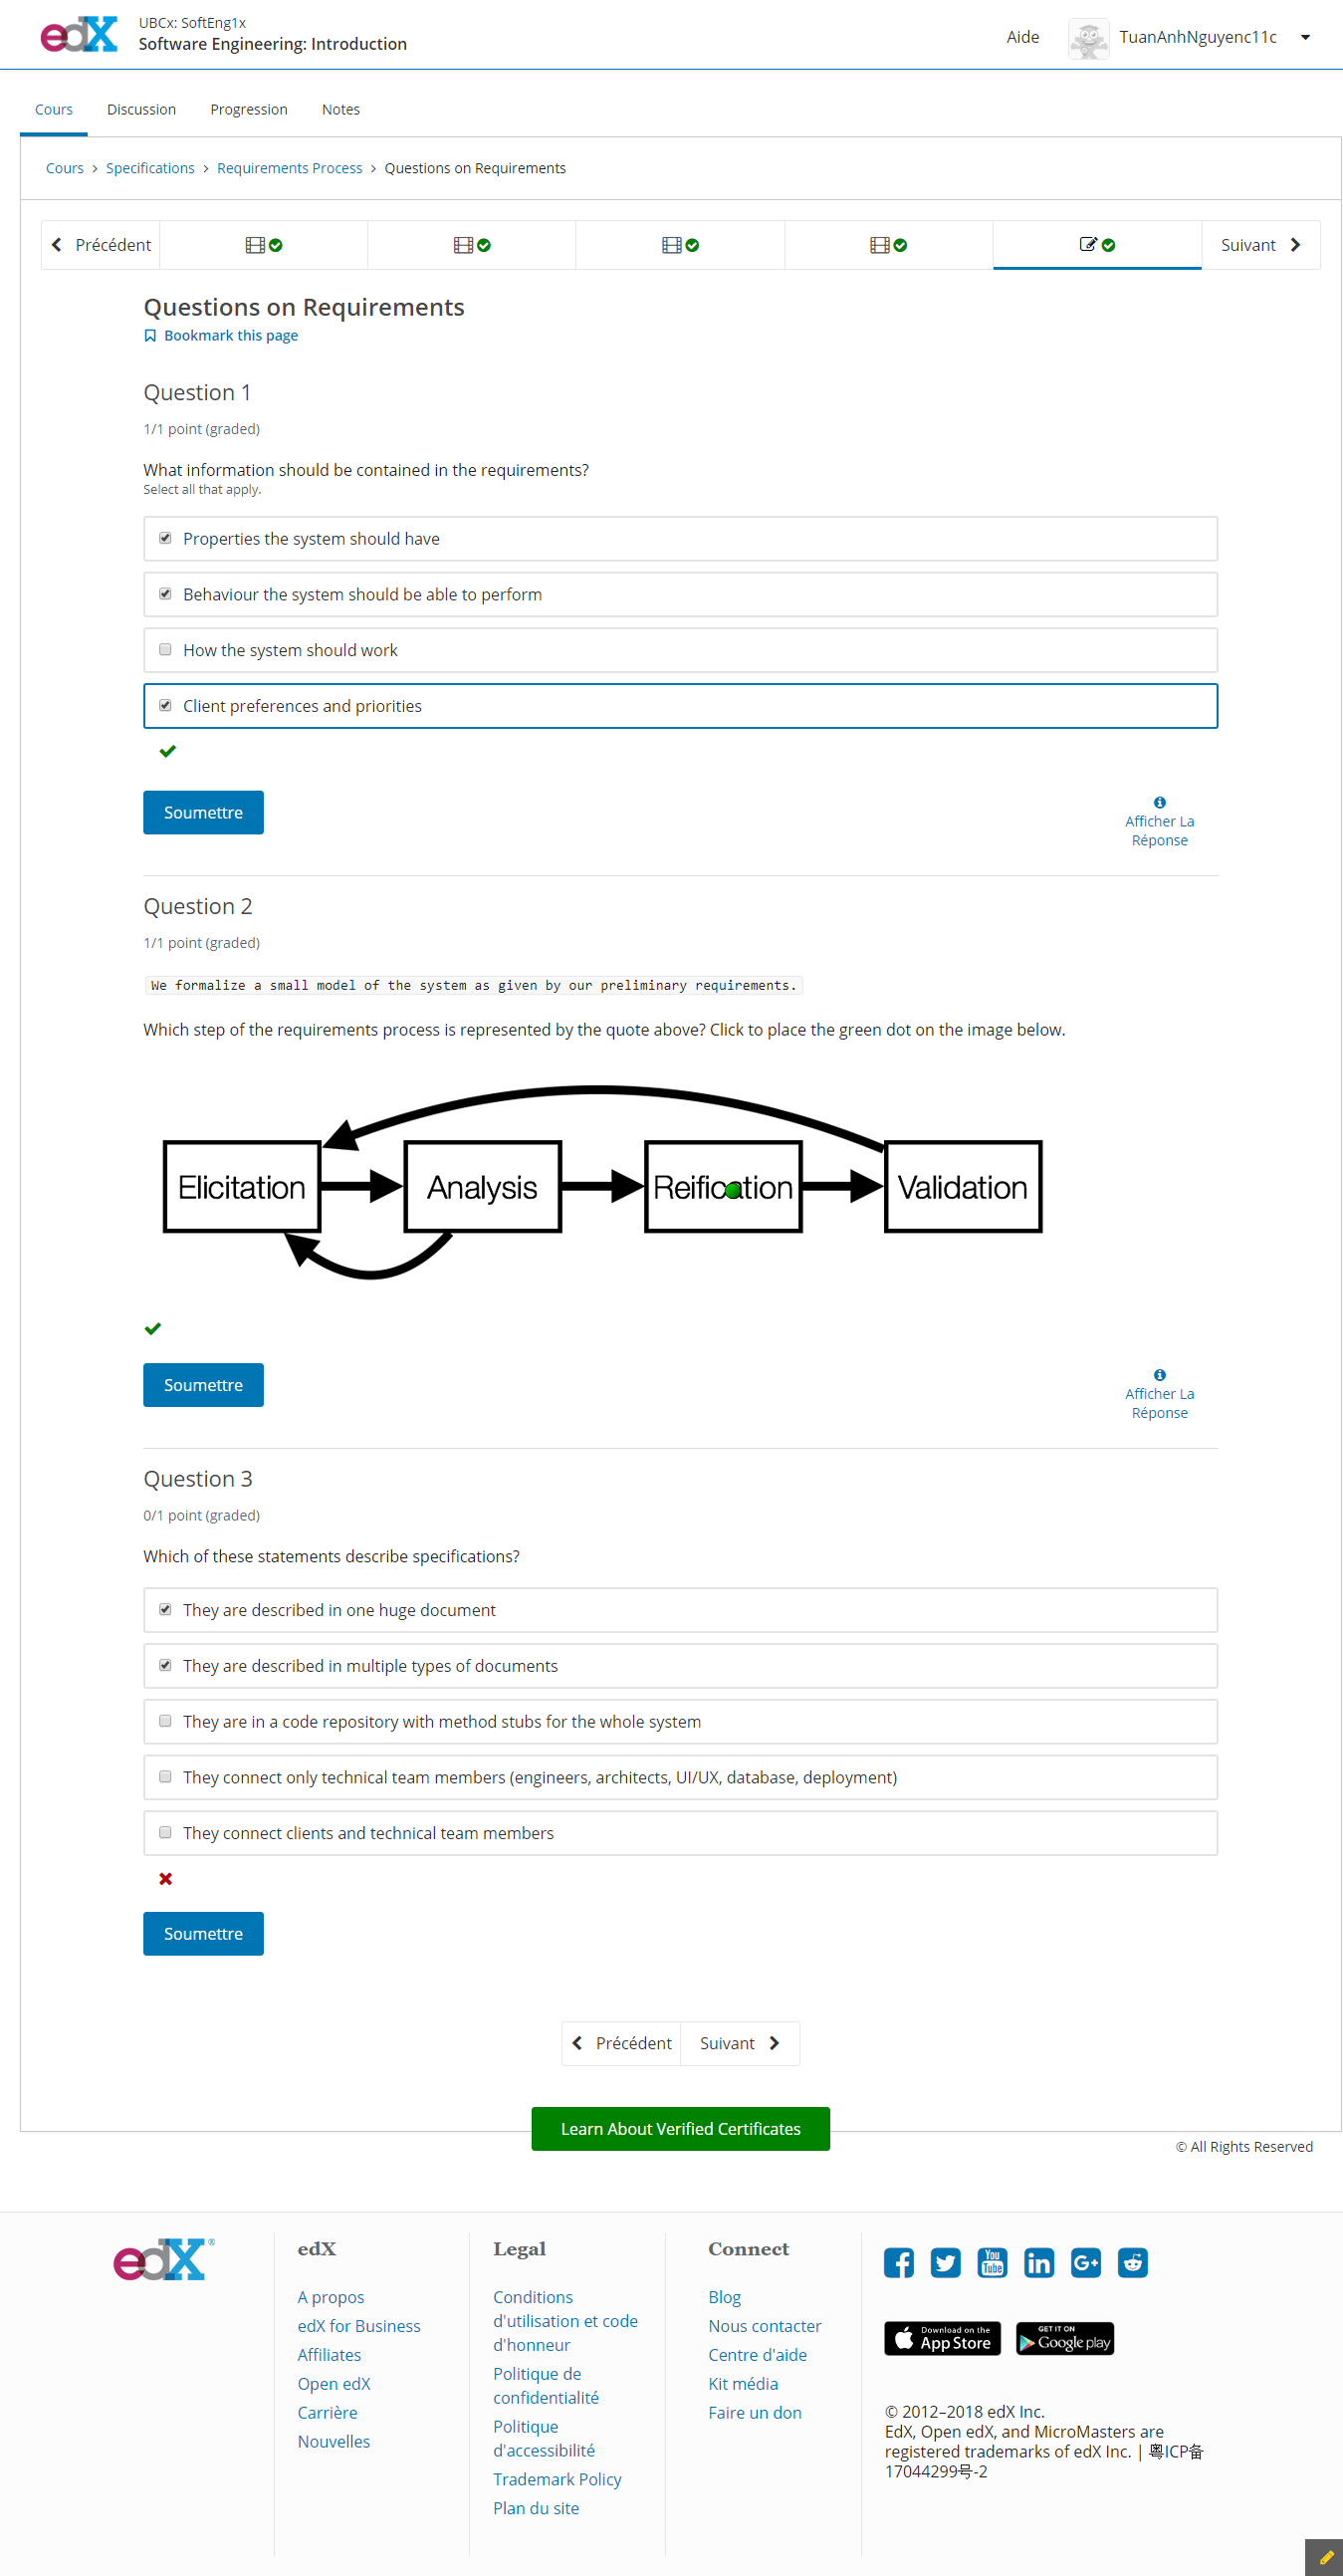 edX
UBCx: SoftEng1x
Software Engineering: Introduction
Aide
TuanAnhNguyenc11c
Cours
Discussion
Progression
Notes
Cours > Specifications > Requirements Process > Questions on Requirements
Précédent
Suivant
Questions on Requirements
Bookmark this page
Question 1
1/1 point (graded)
What information should be contained in the requirements?
Select all that apply.
Properties the system should have
Behaviour the system should be able to perform
How the system should work
Client preferences and priorities
Soumettre
Afficher La
Réponse
Question 2
1/1 point (graded)
We formalize a small model of the system as given by our preliminary requirements.
Which step of the requirements process is represented by the quote above? Click to place the green dot on the image below.
Elicitation
Analysis
Reification
Validation
Soumettre
Afficher La
Réponse
Question 3
0/1 point (graded)
Which of these statements describe specifications?
They are described in one huge document
They are described in multiple types of documents
They are in a code repository with method stubs for the whole system
They connect only technical team members (engineers, architects, UI/UX, database, deployment)
They connect clients and technical team members
Soumettre
Précédent
Suivant
Learn About Verified Certificates
© All Rights Reserved
edX®
edX
A propos
edX for Business
Affiliates
Open edX
Carrière
Nouvelles
Legal
Conditions
d'utilisation et code
d'honneur
Politique de
confidentialité
Politique
d'accessibilité
Trademark Policy
Plan du site
Connect
Blog
Nous contacter
Centre d'aide
Kit média
Faire un don
You
Tube
in
G+
Download on the
App Store
GET IT ON
Google play
© 2012–2018 edX Inc.
EdX, Open edX, and MicroMasters are
registered trademarks of edX Inc. | 粤ICP备
17044299号-2